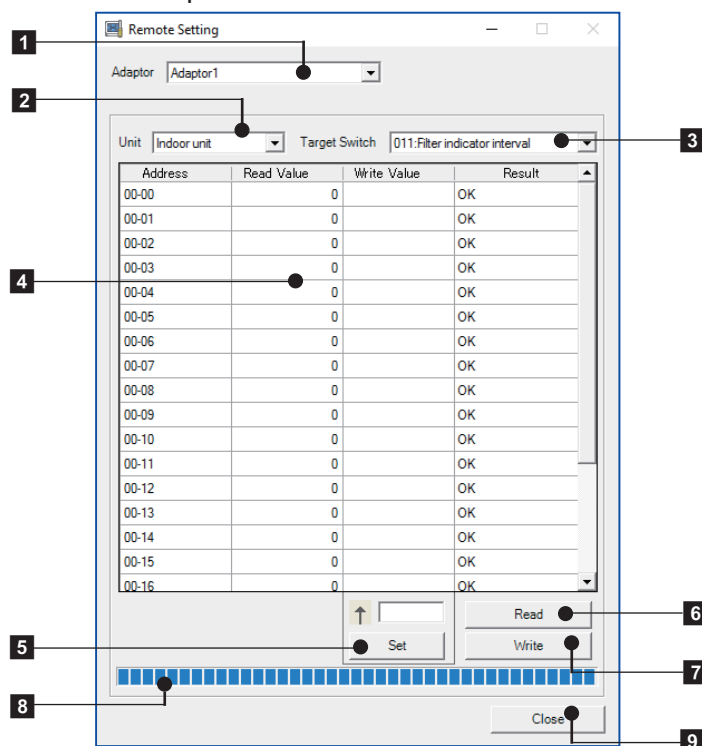 Remote Setting
1
Adaptor Adaptor1
2
Unit Indoor unit Target Switch 011:Filter indicator interval
3
Address Read Value Write Value Result
00-00 0 OK
00-01 0 OK
00-02 0 OK
00-03 0 OK
4
00-04 0 OK
00-05 0 OK
00-06 0 OK
00-07 0 OK
00-08 0 OK
00-09 0 OK
00-10 0 OK
00-11 0 OK
00-12 0 OK
00-13 0 OK
00-14 0 OK
00-15 0 OK
00-16 0 OK
Read 6
5 Set Write
7
8
Close
9